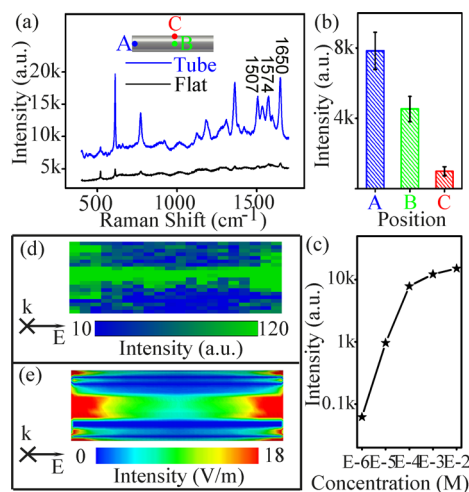 (a)
C
A
B
Tube
Flat
1507
1574
1650
Intensity (a.u.)
20k
15k
10k
5k
500
1000
1500
Raman Shift (cm-1)
(b)
Intensity (a.u.)
8k
4k
A
B
C
Position
(d)
k
E
10
120
Intensity (a.u.)
(e)
k
E
0
18
Intensity (V/m)
(c)
Intensity (a.u.)
10k
1k
0.1k
E-6 E-5 E-4 E-3 E-2
Concentration (M)